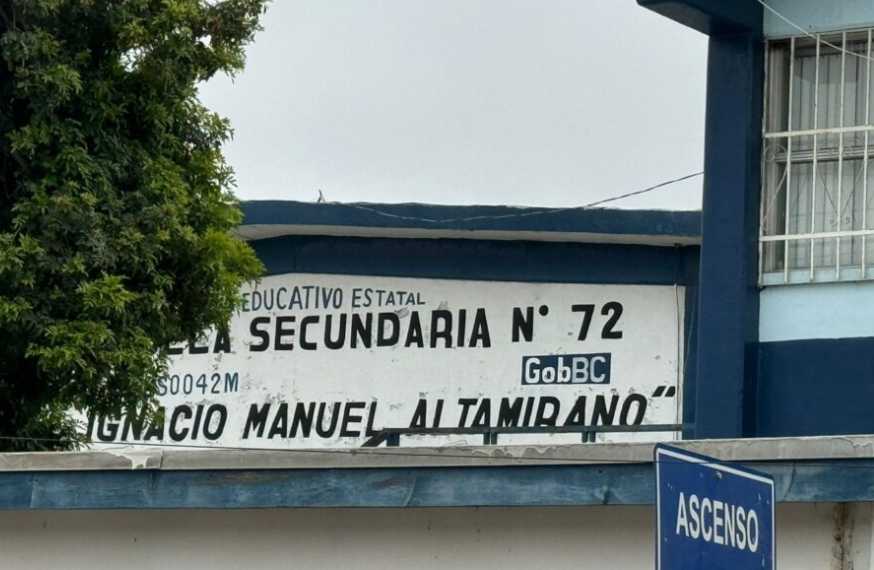 EDUCATIVO ESTATAL
SECUNDARIA N° 72
GobBC
S0042M
IGNACIO MANUEL ALTAMIRANO"
ASCENSO